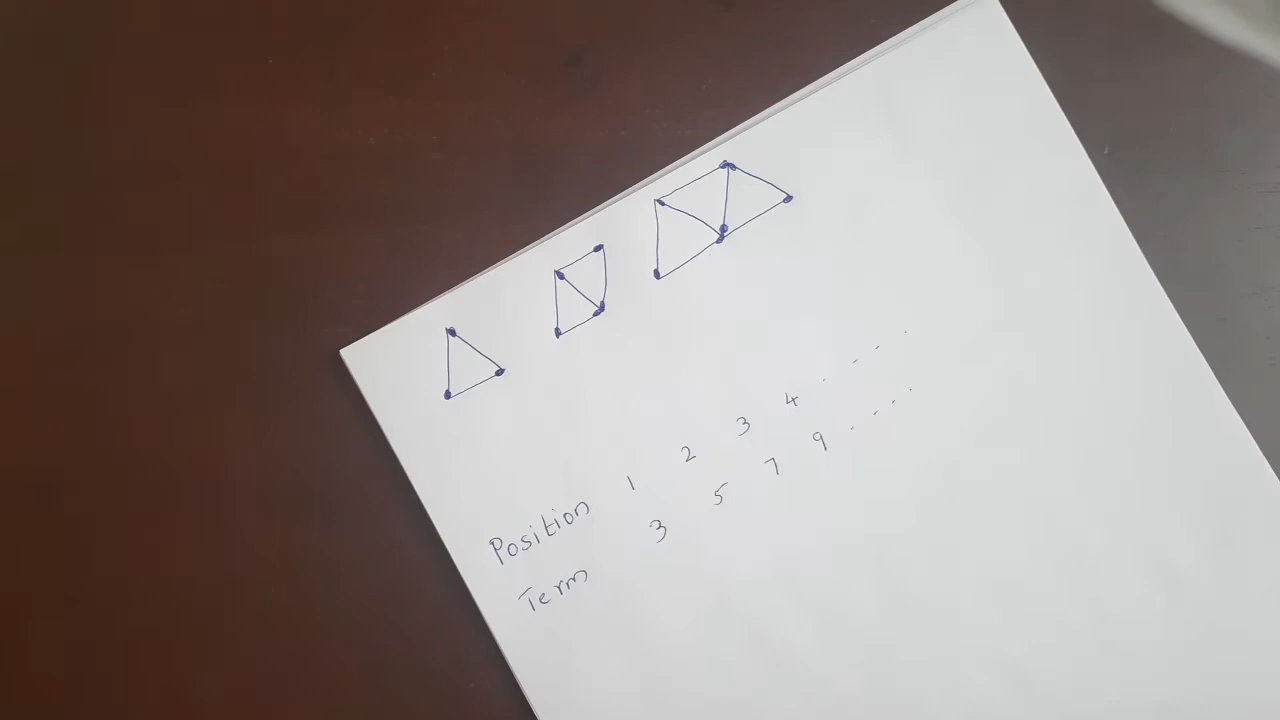 Position 1 2 3 4 . - - .
Term 3 5 7 9 . - - .